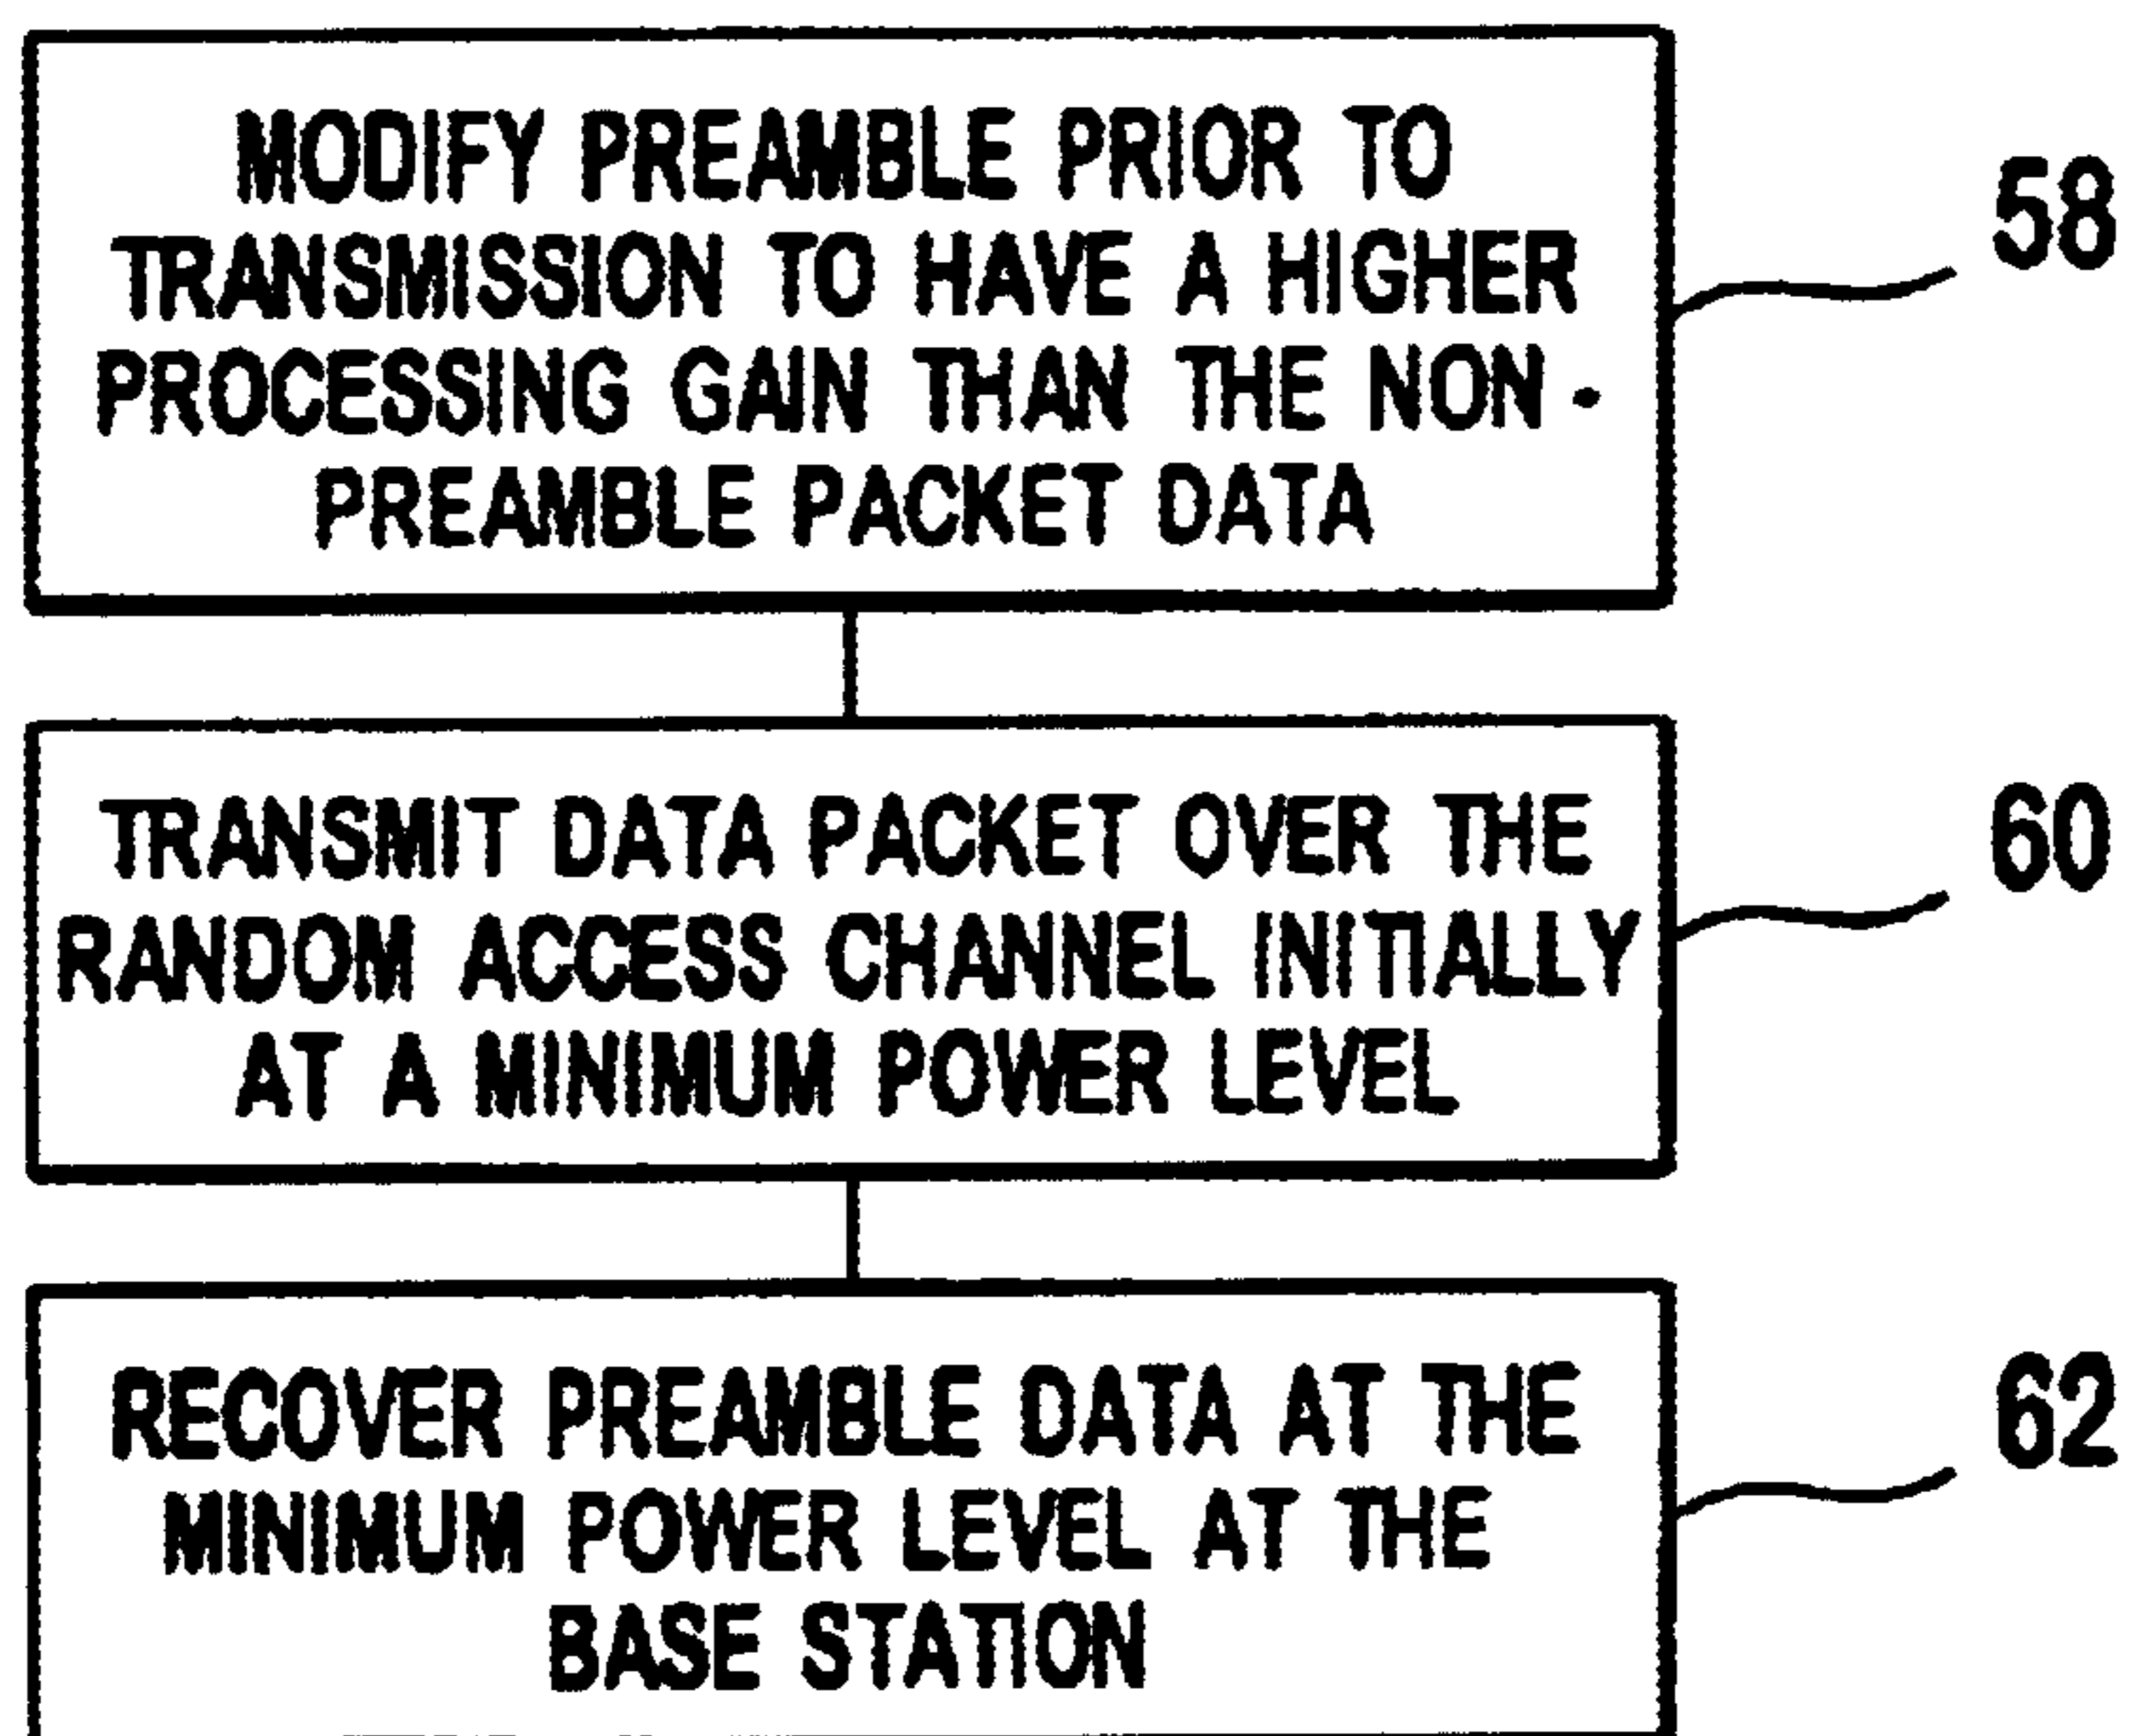 MODIFY PREAMBLE PRIOR TO
TRANSMISSION TO HAVE A HIGHER
PROCESSING GAIN THAN THE NON-
PREAMBLE PACKET DATA
58
TRANSMIT DATA PACKET OVER THE
RANDOM ACCESS CHANNEL INITIALLY
AT A MINIMUM POWER LEVEL
60
RECOVER PREAMBLE DATA AT THE
MINIMUM POWER LEVEL AT THE
BASE STATION
62